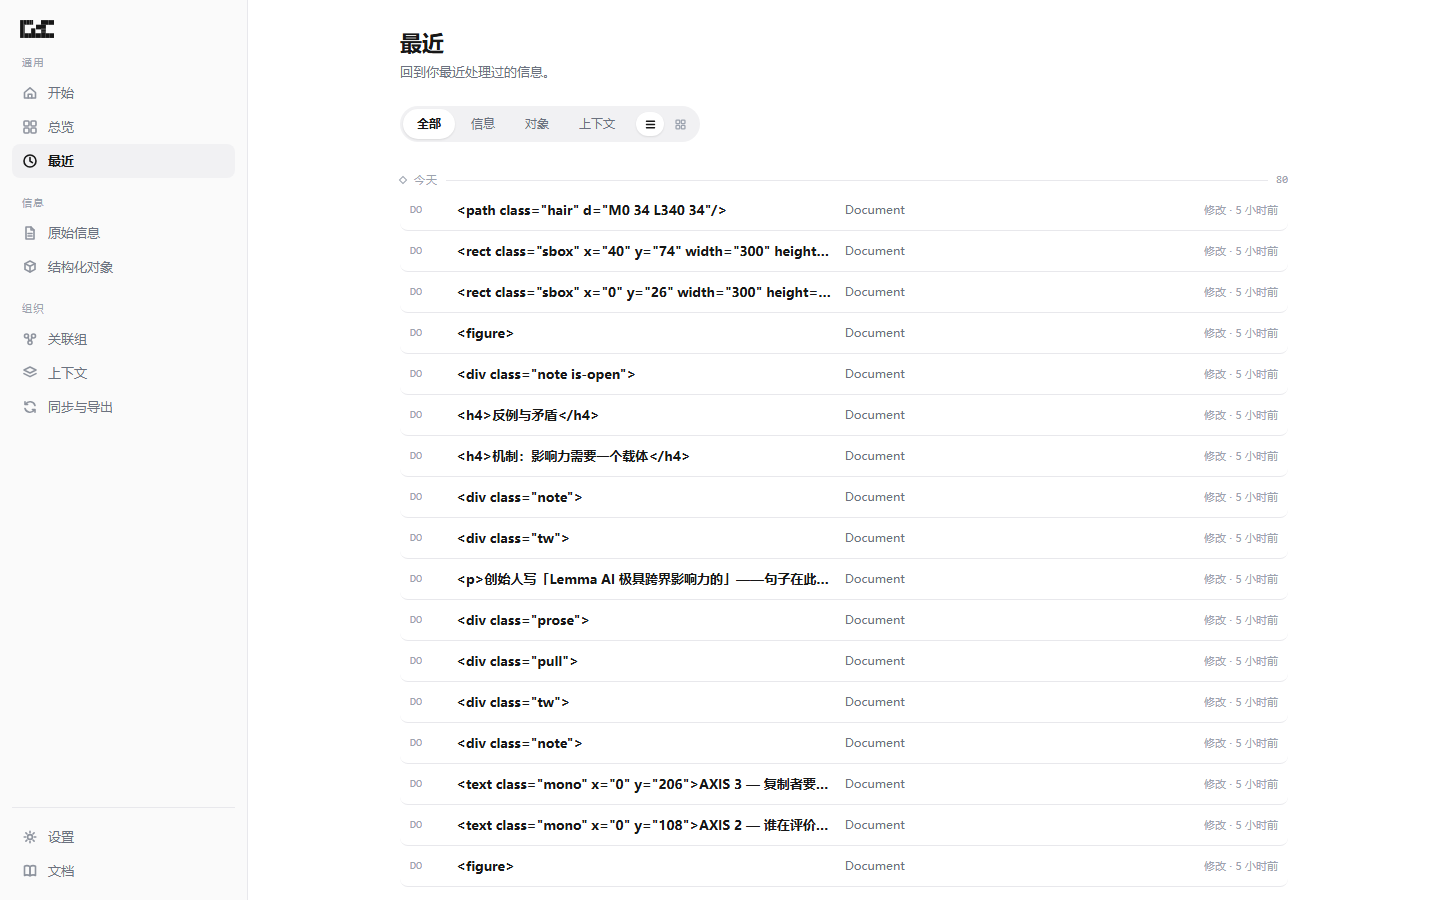 通用
开始
总览
最近
信息
原始信息
结构化对象
组织
关联组
上下文
同步与导出
设置
文档
最近
回到你最近处理过的信息。
全部 信息 对象 上下文
今天 80
DO <path class="hair" d="M0 34 L340 34"/> Document 修改 · 5 小时前
DO <rect class="sbox" x="40" y="74" width="300" height... Document 修改 · 5 小时前
DO <rect class="sbox" x="0" y="26" width="300" height=... Document 修改 · 5 小时前
DO <figure> Document 修改 · 5 小时前
DO <div class="note is-open"> Document 修改 · 5 小时前
DO <h4>反例与矛盾</h4> Document 修改 · 5 小时前
DO <h4>机制：影响力需要一个载体</h4> Document 修改 · 5 小时前
DO <div class="note"> Document 修改 · 5 小时前
DO <div class="tw"> Document 修改 · 5 小时前
DO <p>创始人写「Lemma AI 极具跨界影响力的」——句子在此... Document 修改 · 5 小时前
DO <div class="prose"> Document 修改 · 5 小时前
DO <div class="pull"> Document 修改 · 5 小时前
DO <div class="tw"> Document 修改 · 5 小时前
DO <div class="note"> Document 修改 · 5 小时前
DO <text class="mono" x="0" y="206">AXIS 3 — 复制者要... Document 修改 · 5 小时前
DO <text class="mono" x="0" y="108">AXIS 2 — 谁在评价... Document 修改 · 5 小时前
DO <figure> Document 修改 · 5 小时前